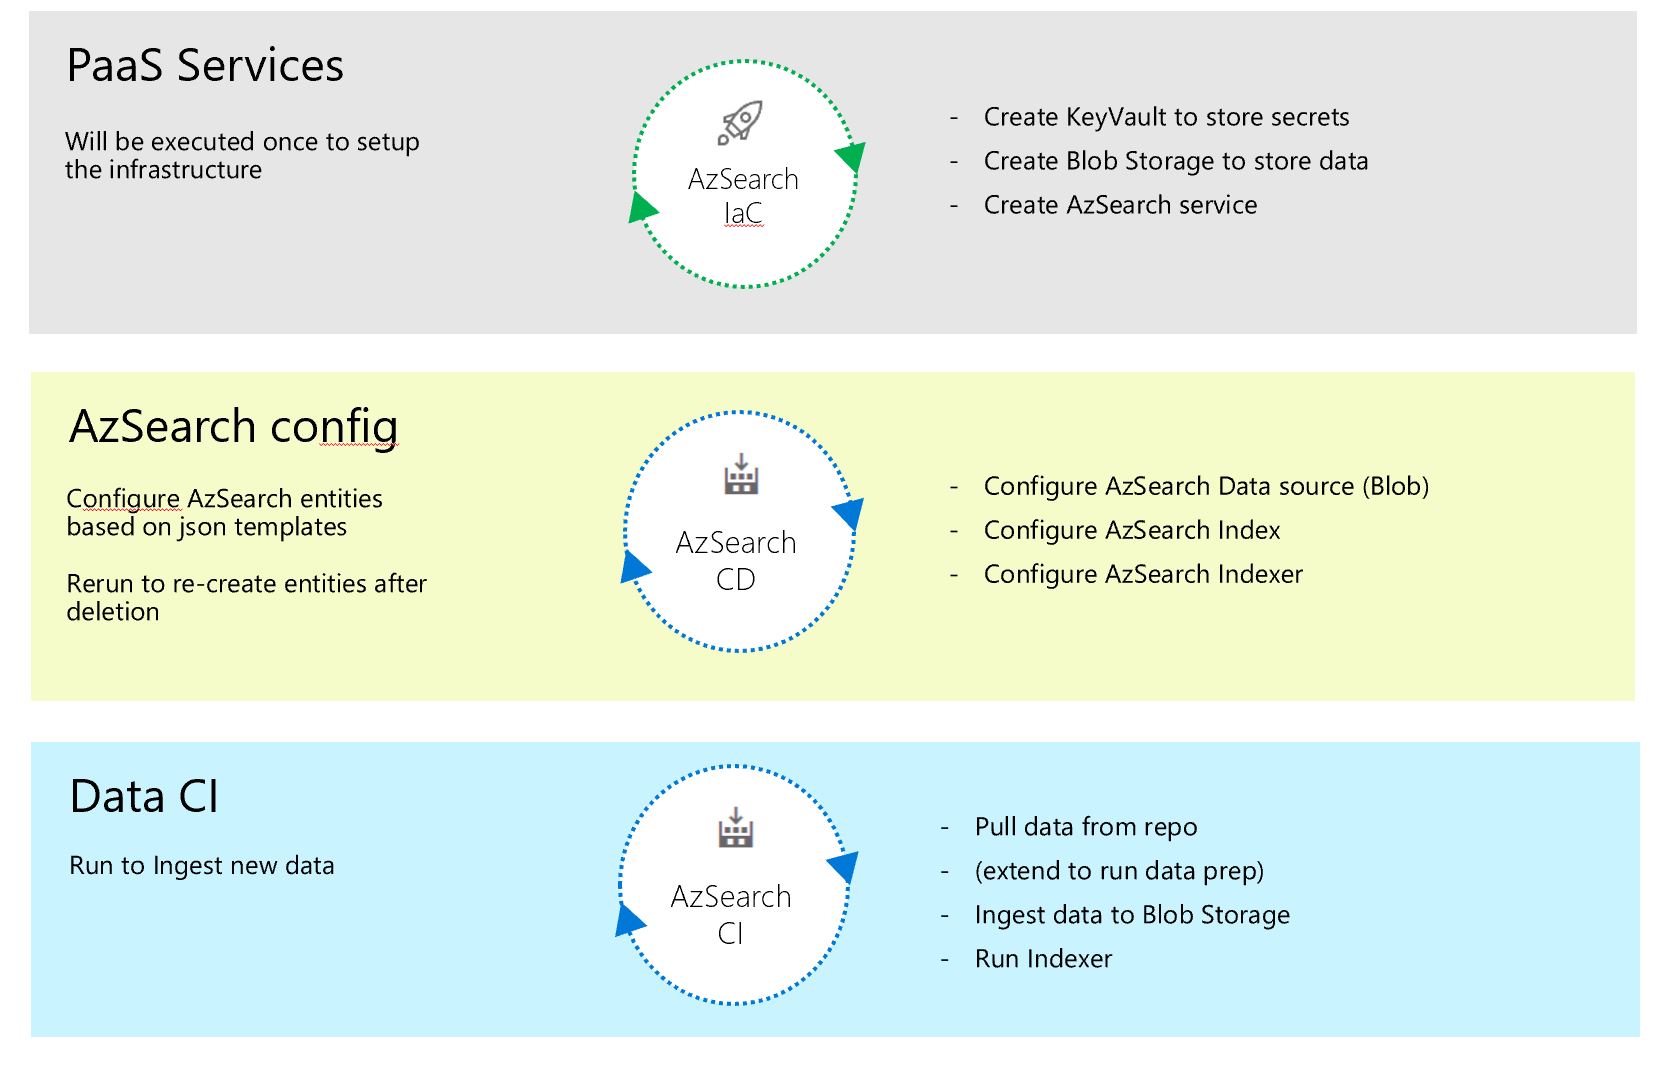 PaaS Services
Will be executed once to setup
the infrastructure
AzSearch
IaC
- Create KeyVault to store secrets
- Create Blob Storage to store data
- Create AzSearch service
AzSearch config
Configure AzSearch entities
based on json templates
Rerun to re-create entities after
deletion
AzSearch
CD
- Configure AzSearch Data source (Blob)
- Configure AzSearch Index
- Configure AzSearch Indexer
Data CI
Run to Ingest new data
AzSearch
CI
- Pull data from repo
- (extend to run data prep)
- Ingest data to Blob Storage
- Run Indexer